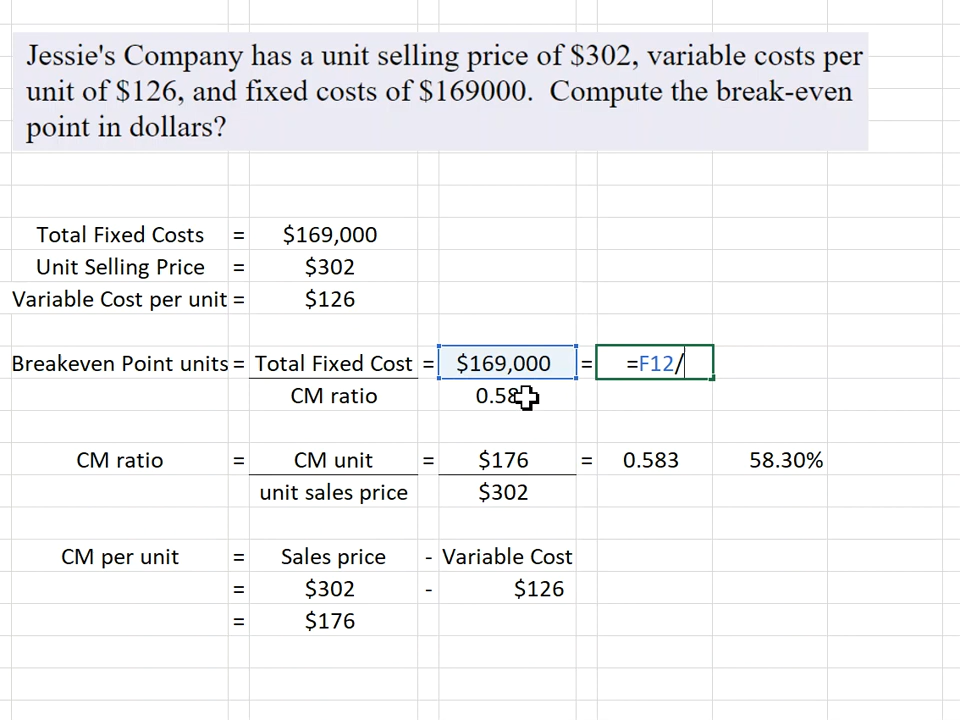 Jessie's Company has a unit selling price of $302, variable costs per
unit of $126, and fixed costs of $169000.  Compute the break-even
point in dollars?
Total Fixed Costs = $169,000
Unit Selling Price = $302
Variable Cost per unit = $126
Breakeven Point units = Total Fixed Cost = $169,000 = =F12/
CM ratio
CM ratio = CM unit = $176 = 0.583 58.30%
unit sales price $302
CM per unit = Sales price - Variable Cost
= $302 - $126
= $176